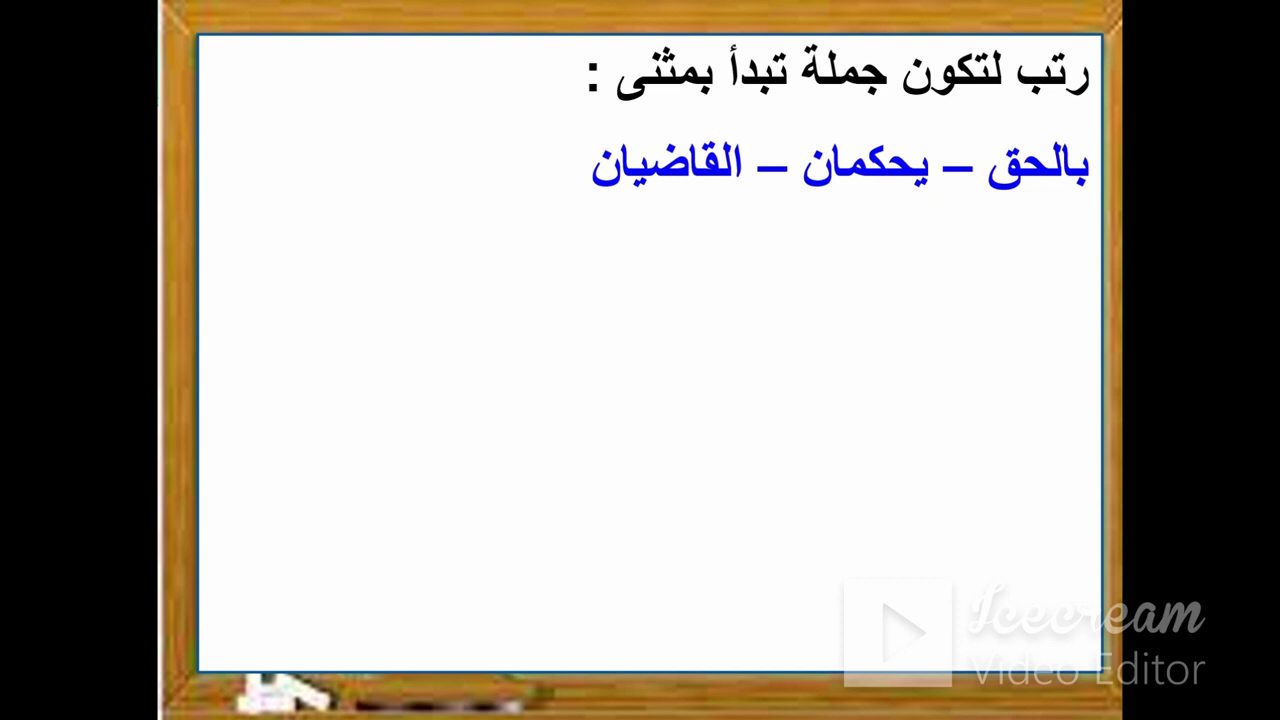 رتب لتكون جملة تبدأ بمثنى :
بالحق – يحكمان – القاضيان
Icecream
Video Editor